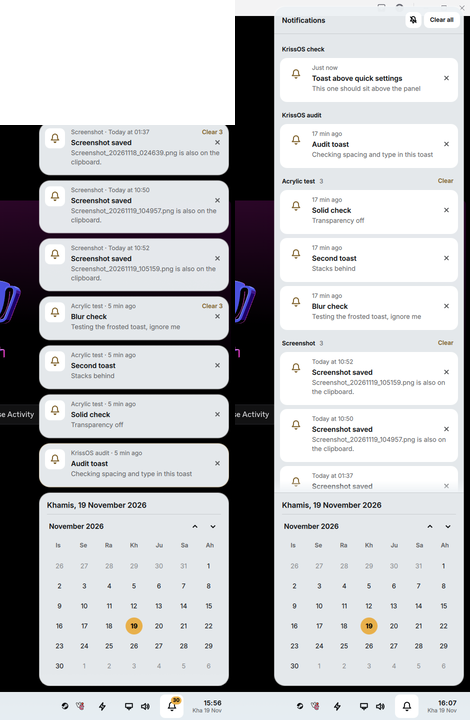 Screenshot · Today at 01:37 Clear 3
Screenshot saved
Screenshot_20261118_024639.png is also on the
clipboard.
Screenshot · Today at 10:50
Screenshot saved
Screenshot_20261119_104957.png is also on the
clipboard.
Screenshot · Today at 10:52
Screenshot saved
Screenshot_20261119_105159.png is also on the
clipboard.
Acrylic test · 5 min ago Clear 3
Blur check
Testing the frosted toast, ignore me
Acrylic test · 5 min ago
Second toast
Stacks behind
Acrylic test · 5 min ago
Solid check
Transparency off
KrissOS audit · 5 min ago
Audit toast
Checking spacing and type in this toast
se Activity
Khamis, 19 November 2026
November 2026
Is Se Ra Kh Ju Sa Ah
26 27 28 29 30 31 1
2 3 4 5 6 7 8
9 10 11 12 13 14 15
16 17 18 19 20 21 22
23 24 25 26 27 28 29
30 1 2 3 4 5 6
30
15:56
Kha 19 Nov
Notifications Clear all
KrissOS check
Just now
Toast above quick settings
This one should sit above the panel
KrissOS audit
17 min ago
Audit toast
Checking spacing and type in this toast
Acrylic test 3 Clear
17 min ago
Solid check
Transparency off
17 min ago
Second toast
Stacks behind
17 min ago
Blur check
Testing the frosted toast, ignore me
Screenshot 3 Clear
Today at 10:52
Screenshot saved
Screenshot_20261119_105159.png is also on
the clipboard.
Today at 10:50
Screenshot saved
Screenshot_20261119_104957.png is also on
the clipboard.
Today at 01:37
Screenshot saved
se Activity
Khamis, 19 November 2026
November 2026
Is Se Ra Kh Ju Sa Ah
26 27 28 29 30 31 1
2 3 4 5 6 7 8
9 10 11 12 13 14 15
16 17 18 19 20 21 22
23 24 25 26 27 28 29
30 1 2 3 4 5 6
16:07
Kha 19 Nov